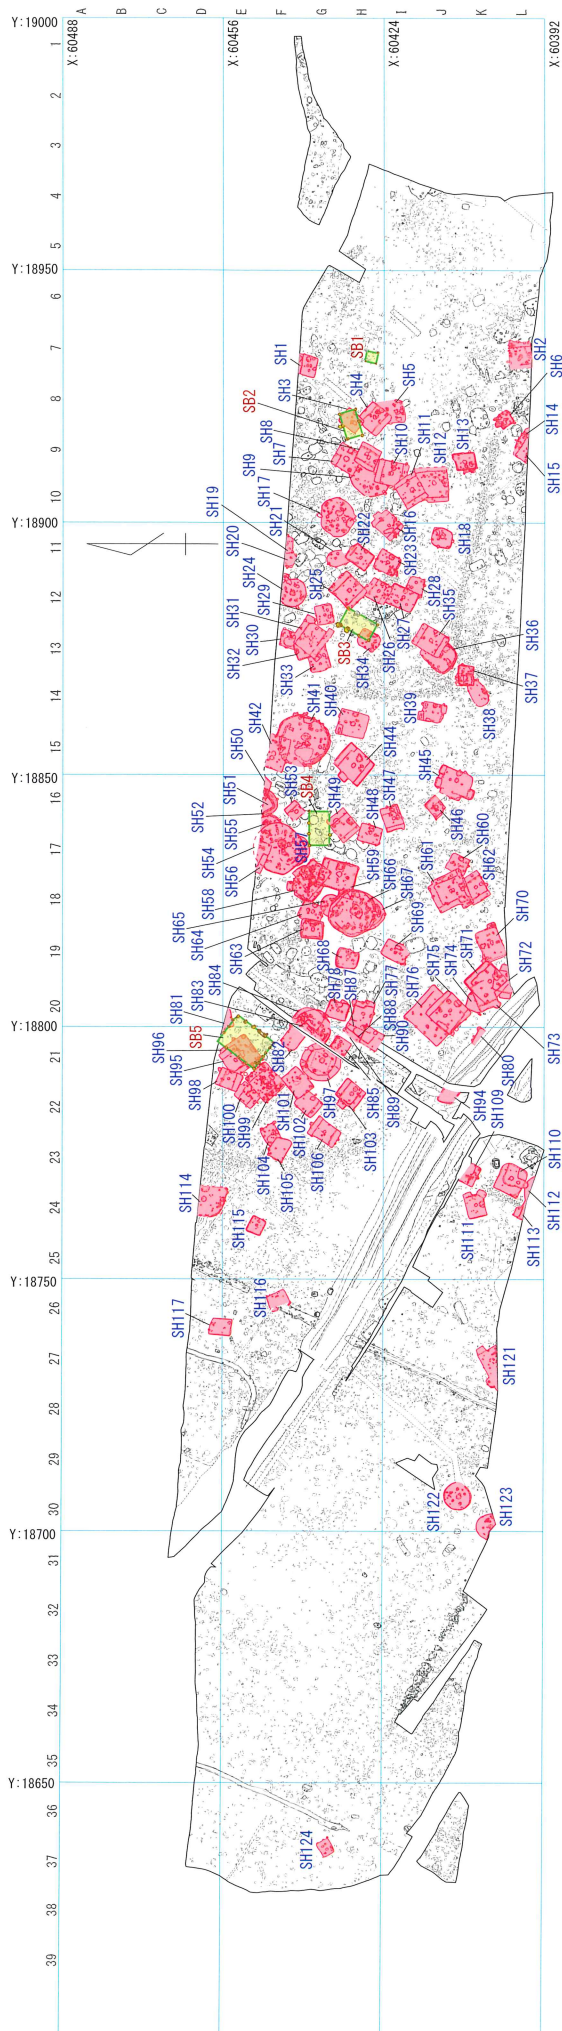 Y:19000
Y:18950
Y:18900
Y:18850
Y:18800
Y:18750
Y:18700
Y:18650
X:60488
X:60456
X:60424
X:60392
A
B
C
D
E
F
G
H
I
J
K
L
1
2
3
4
5
6
7
8
9
10
11
12
13
14
15
16
17
18
19
20
21
22
23
24
25
26
27
28
29
30
31
32
33
34
35
36
37
38
39
SH1
SB1
SH2
SH6
SB2
SH3
SH4
SH5
SH8
SH7
SH10
SH11
SH12
SH13
SH14
SH15
SH9
SH17
SH19
SH21
SH22
SH16
SH18
SH20
SH24
SH25
SH23
SH28
SH29
SH31
SH27
SH26
SH35
SH36
SH30
SH32
SH33
SB3
SH34
SH37
SH38
SH39
SH40
SH41
SH42
SH44
SH45
SH50
SH51
SH52
SH53
SB4
SH49
SH48
SH47
SH46
SH55
SH54
SH56
SH57
SH58
SH59
SH60
SH61
SH62
SH65
SH64
SH63
SH66
SH67
SH68
SH69
SH70
SH71
SH72
SH73
SH74
SH75
SH76
SH77
SH78
SH87
SH88
SH90
SH89
SH80
SH81
SH83
SH84
SB5
SH82
SH96
SH95
SH98
SH100
SH99
SH101
SH102
SH97
SH85
SH103
SH94
SH109
SH104
SH105
SH106
SH110
SH111
SH112
SH113
SH114
SH115
SH116
SH117
SH121
SH122
SH123
SH124